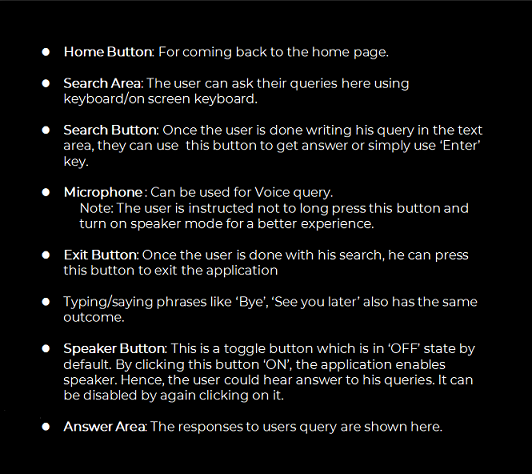 ● Home Button: For coming back to the home page.
● Search Area: The user can ask their queries here using
keyboard/on screen keyboard.
● Search Button: Once the user is done writing his query in the text
area, they can use this button to get answer or simply use ‘Enter’
key.
● Microphone: Can be used for Voice query.
Note: The user is instructed not to long press this button and
turn on speaker mode for a better experience.
● Exit Button: Once the user is done with his search, he can press
this button to exit the application
● Typing/saying phrases like ‘Bye’, ‘See you later’ also has the same
outcome.
● Speaker Button: This is a toggle button which is in ‘OFF’ state by
default. By clicking this button ‘ON’, the application enables
speaker. Hence, the user could hear answer to his queries. It can
be disabled by again clicking on it.
● Answer Area: The responses to users query are shown here.